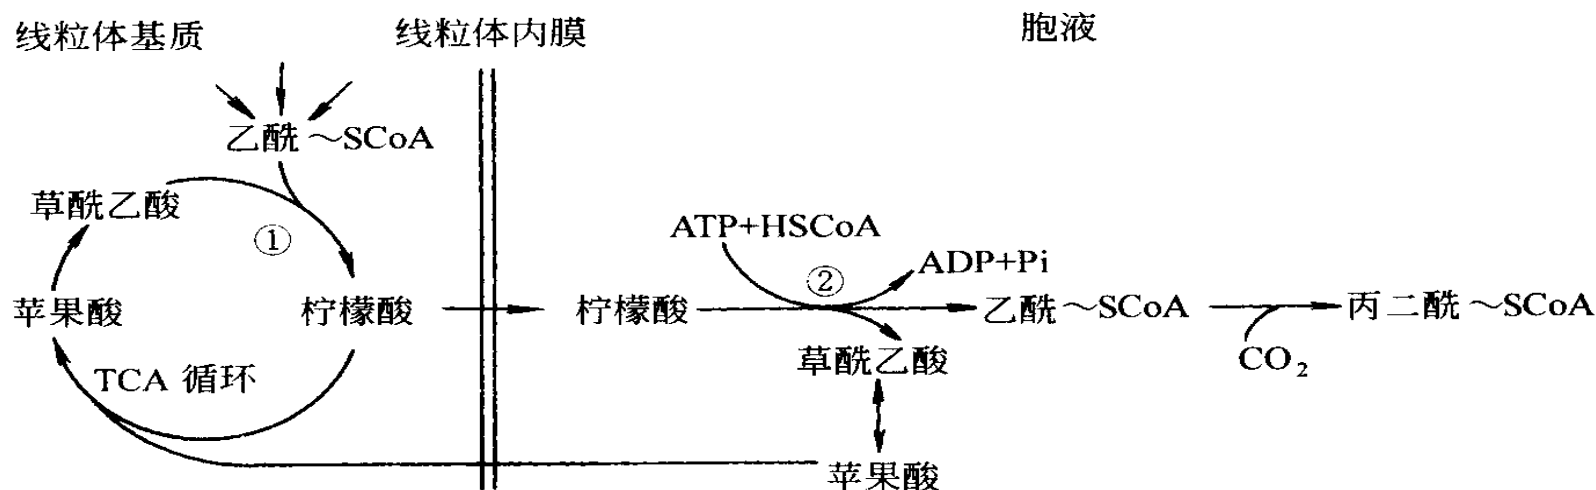 线粒体基质
线粒体内膜
胞液
乙酰～SCoA
草酰乙酸
①
ATP+HSCoA
②
ADP+Pi
苹果酸
柠檬酸
柠檬酸
乙酰～SCoA
丙二酰～SCoA
CO₂
草酰乙酸
TCA 循环
苹果酸